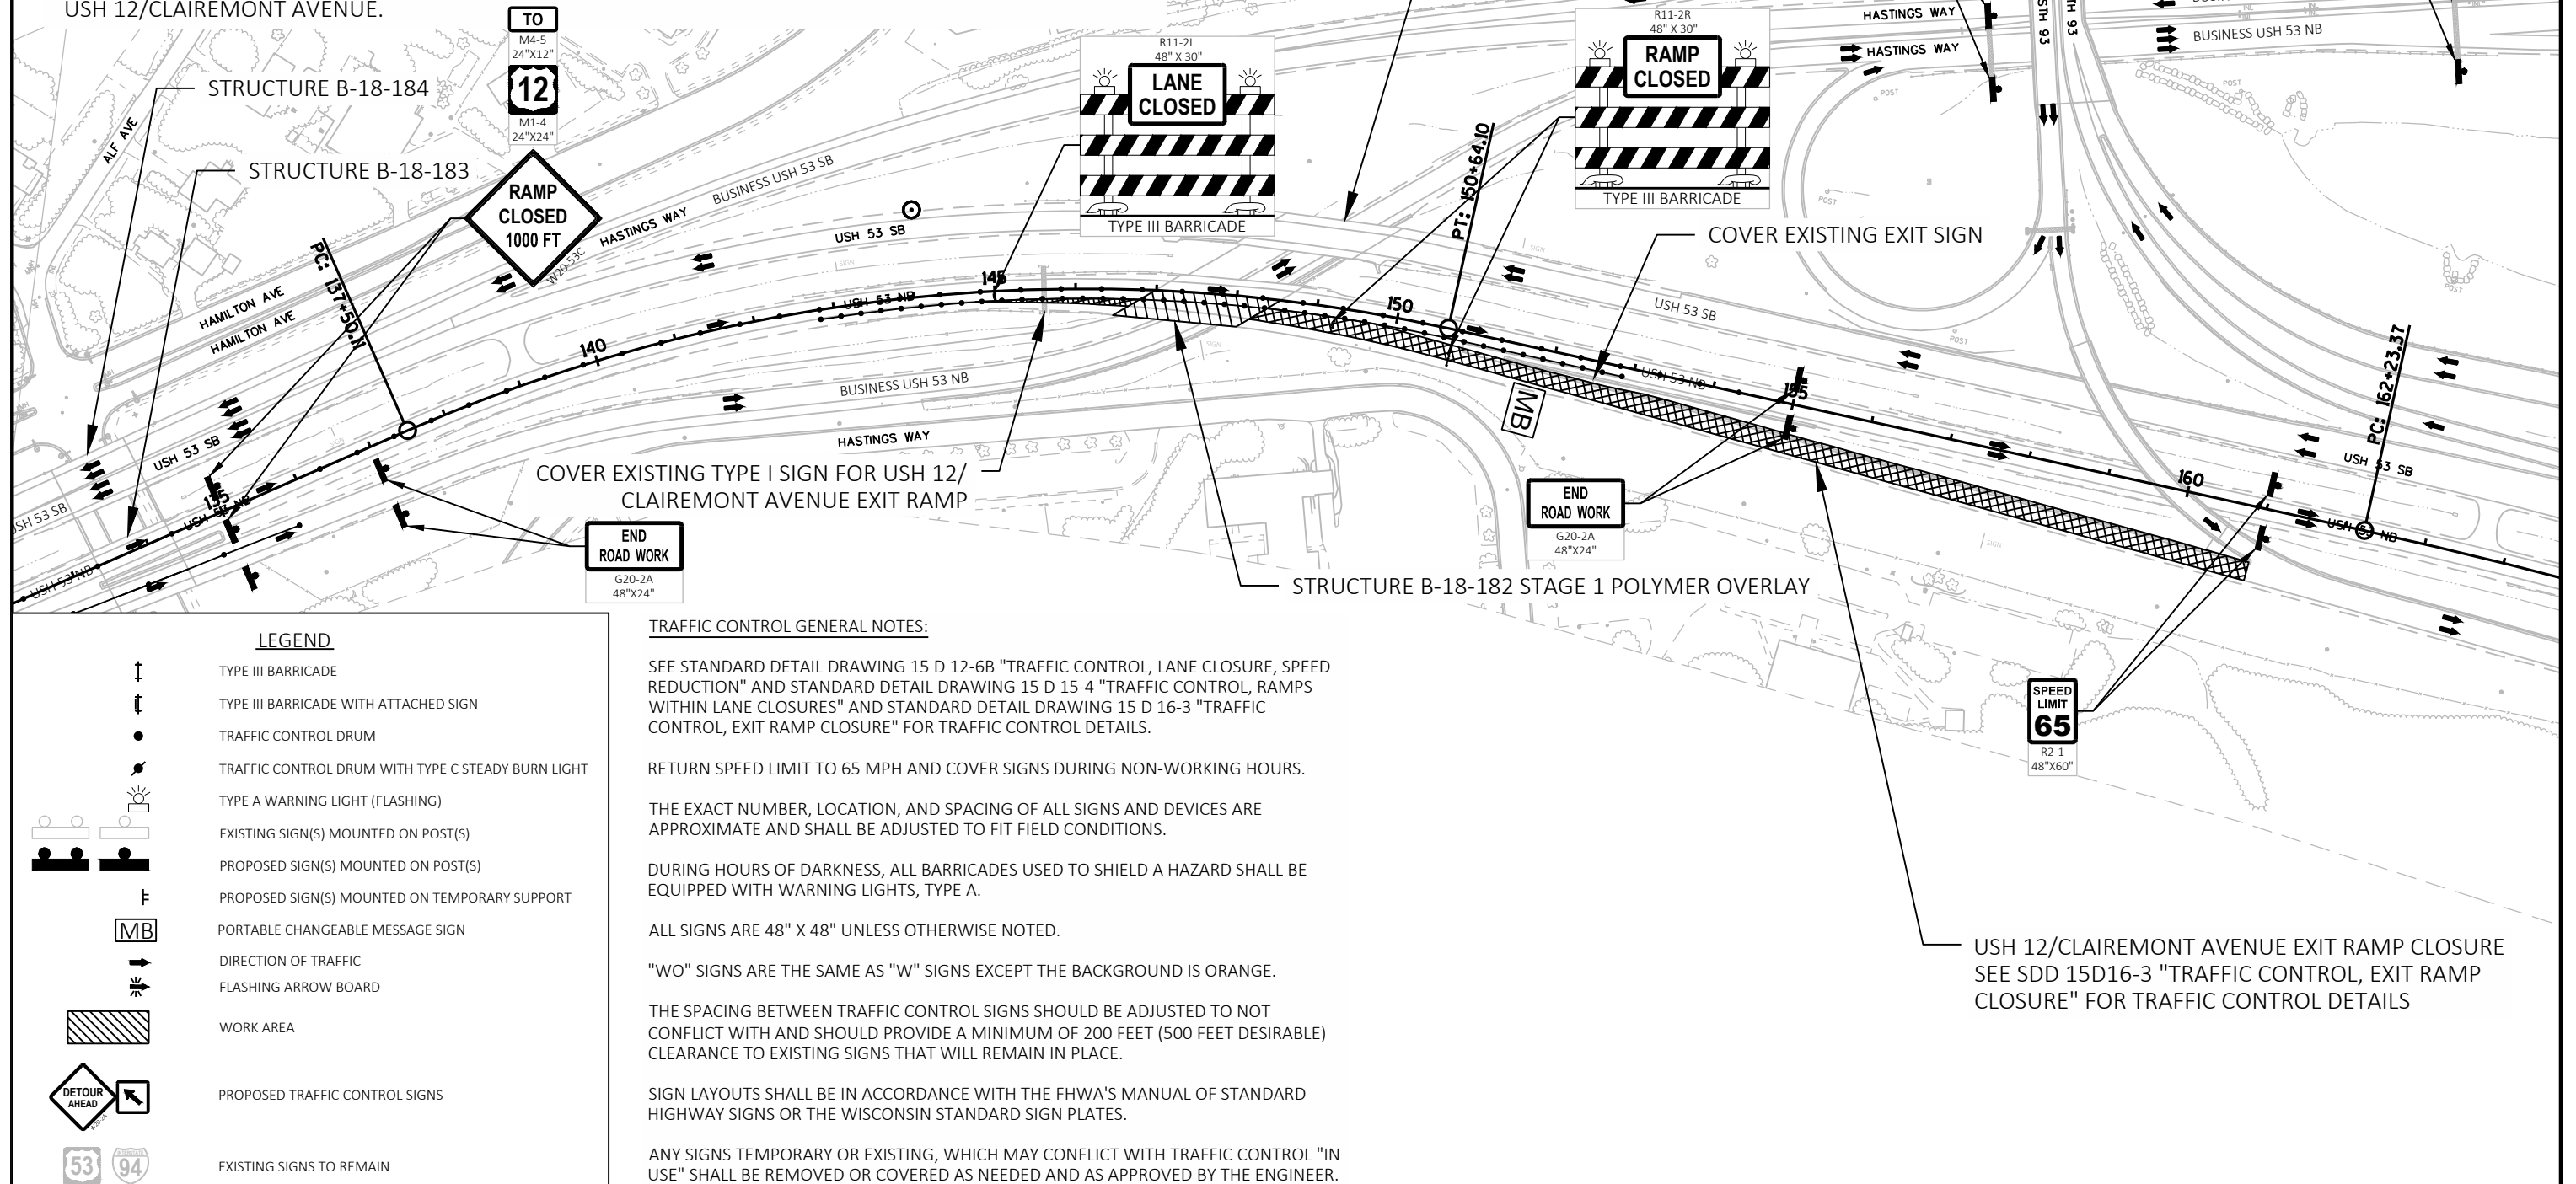 USH 12/CLAIREMONT AVENUE.
TO
M4-5
24"X12"
12
M1-4
24"X24"
RAMP
CLOSED
1000 FT
W20-53C
STRUCTURE B-18-184
STRUCTURE B-18-183
ALF AVE
HAMILTON AVE
HAMILTON AVE
PC: 137+50.N
HASTINGS WAY
BUSINESS USH 53 SB
USH 53 SB
USH 53 NB
R11-2L
48" X 30"
LANE
CLOSED
TYPE III BARRICADE
R11-2R
48" X 30"
RAMP
CLOSED
TYPE III BARRICADE
PT: 150+64.10
HASTINGS WAY
HASTINGS WAY
STH 93
TH 93
BUSINESS USH 53 NB
POST
POST
POST
POST
POST
POST
COVER EXISTING EXIT SIGN
USH 53 SB
USH 53 NB
PC: 162+23.37
USH 53 SB
USH 53 NB
135
140
145
150
155
160
SIGN
SIGN
SIGN
SIGN
SIGN
BUSINESS USH 53 NB
HASTINGS WAY
USH 53 SB
USH 53 SB
USH 53 NB
USH 53 NB
MB
COVER EXISTING TYPE I SIGN FOR USH 12/
CLAIREMONT AVENUE EXIT RAMP
END
ROAD WORK
G20-2A
48"X24"
END
ROAD WORK
G20-2A
48"X24"
STRUCTURE B-18-182 STAGE 1 POLYMER OVERLAY
SPEED
LIMIT
65
R2-1
48"X60"
USH 12/CLAIREMONT AVENUE EXIT RAMP CLOSURE
SEE SDD 15D16-3 "TRAFFIC CONTROL, EXIT RAMP
CLOSURE" FOR TRAFFIC CONTROL DETAILS
LEGEND
TYPE III BARRICADE
TYPE III BARRICADE WITH ATTACHED SIGN
TRAFFIC CONTROL DRUM
TRAFFIC CONTROL DRUM WITH TYPE C STEADY BURN LIGHT
TYPE A WARNING LIGHT (FLASHING)
EXISTING SIGN(S) MOUNTED ON POST(S)
PROPOSED SIGN(S) MOUNTED ON POST(S)
PROPOSED SIGN(S) MOUNTED ON TEMPORARY SUPPORT
MB PORTABLE CHANGEABLE MESSAGE SIGN
DIRECTION OF TRAFFIC
FLASHING ARROW BOARD
WORK AREA
DETOUR
AHEAD
PROPOSED TRAFFIC CONTROL SIGNS
53 94 EXISTING SIGNS TO REMAIN
TRAFFIC CONTROL GENERAL NOTES:
SEE STANDARD DETAIL DRAWING 15 D 12-6B "TRAFFIC CONTROL, LANE CLOSURE, SPEED
REDUCTION" AND STANDARD DETAIL DRAWING 15 D 15-4 "TRAFFIC CONTROL, RAMPS
WITHIN LANE CLOSURES" AND STANDARD DETAIL DRAWING 15 D 16-3 "TRAFFIC
CONTROL, EXIT RAMP CLOSURE" FOR TRAFFIC CONTROL DETAILS.
RETURN SPEED LIMIT TO 65 MPH AND COVER SIGNS DURING NON-WORKING HOURS.
THE EXACT NUMBER, LOCATION, AND SPACING OF ALL SIGNS AND DEVICES ARE
APPROXIMATE AND SHALL BE ADJUSTED TO FIT FIELD CONDITIONS.
DURING HOURS OF DARKNESS, ALL BARRICADES USED TO SHIELD A HAZARD SHALL BE
EQUIPPED WITH WARNING LIGHTS, TYPE A.
ALL SIGNS ARE 48" X 48" UNLESS OTHERWISE NOTED.
"WO" SIGNS ARE THE SAME AS "W" SIGNS EXCEPT THE BACKGROUND IS ORANGE.
THE SPACING BETWEEN TRAFFIC CONTROL SIGNS SHOULD BE ADJUSTED TO NOT
CONFLICT WITH AND SHOULD PROVIDE A MINIMUM OF 200 FEET (500 FEET DESIRABLE)
CLEARANCE TO EXISTING SIGNS THAT WILL REMAIN IN PLACE.
SIGN LAYOUTS SHALL BE IN ACCORDANCE WITH THE FHWA'S MANUAL OF STANDARD
HIGHWAY SIGNS OR THE WISCONSIN STANDARD SIGN PLATES.
ANY SIGNS TEMPORARY OR EXISTING, WHICH MAY CONFLICT WITH TRAFFIC CONTROL "IN
USE" SHALL BE REMOVED OR COVERED AS NEEDED AND AS APPROVED BY THE ENGINEER.